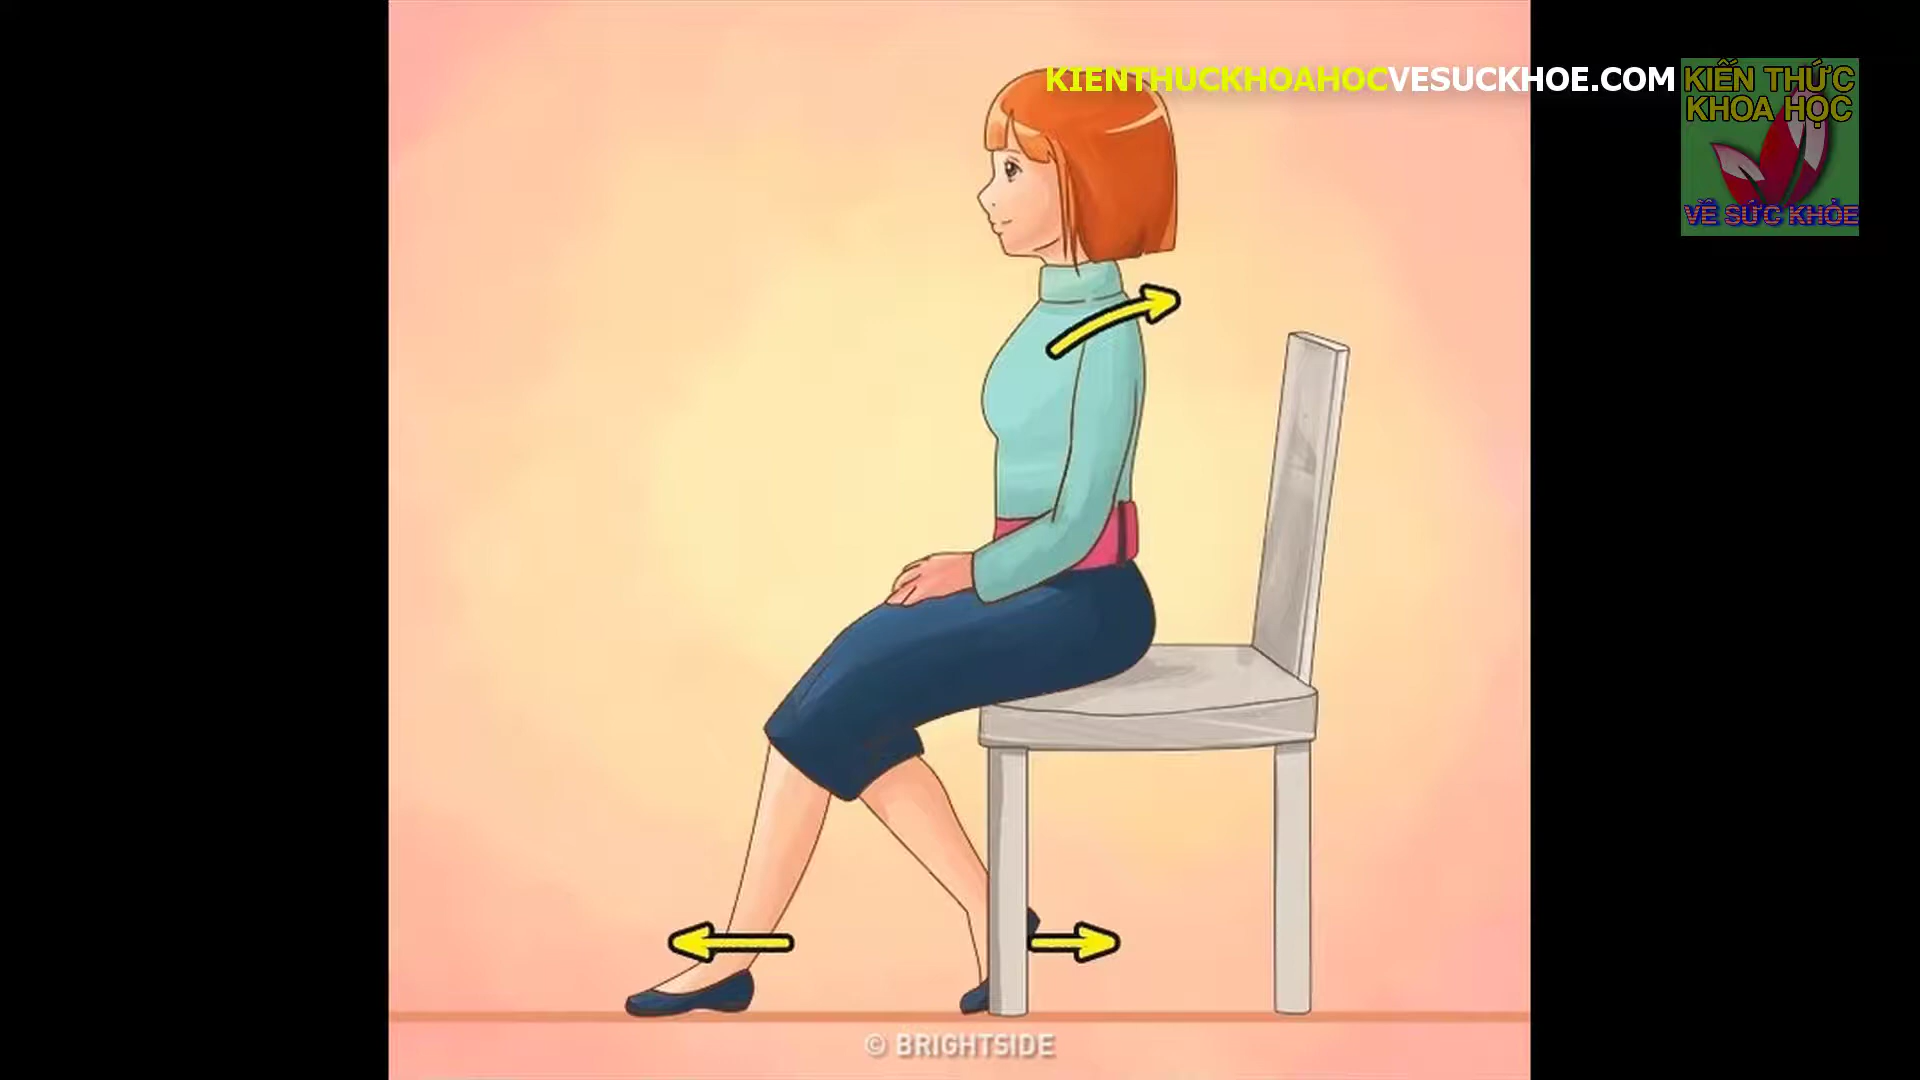 KIENTHUCKHOAHOCVESUCKHOE.COM
KIẾN THỨC
KHOA HỌC
VỀ SỨC KHỎE
© BRIGHTSIDE